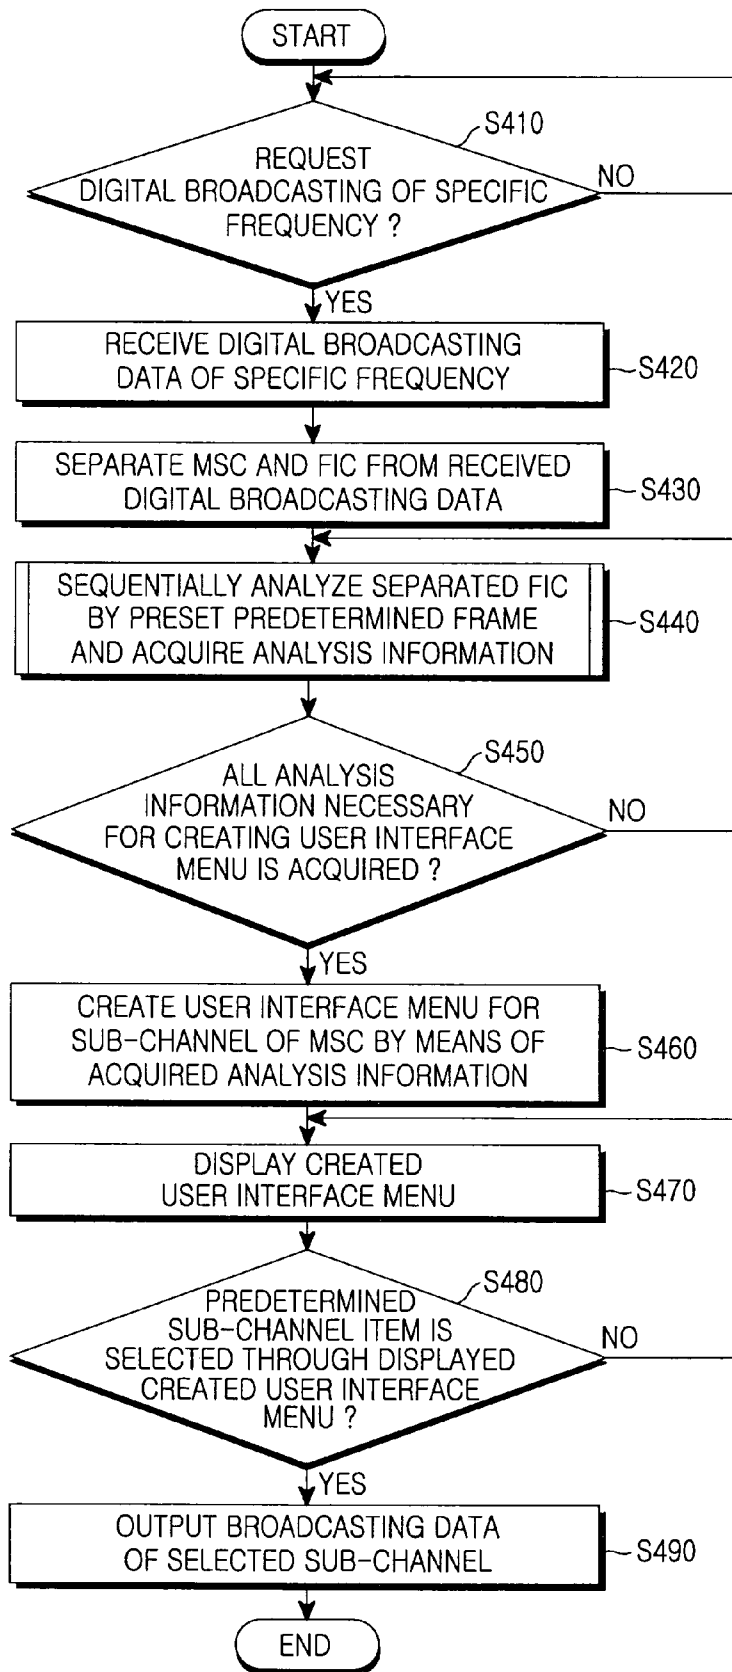 START
S410
REQUEST
DIGITAL BROADCASTING OF SPECIFIC
FREQUENCY ?
NO
YES
RECEIVE DIGITAL BROADCASTING
DATA OF SPECIFIC FREQUENCY
S420
SEPARATE MSC AND FIC FROM RECEIVED
DIGITAL BROADCASTING DATA
S430
SEQUENTIALLY ANALYZE SEPARATED FIC
BY PRESET PREDETERMINED FRAME
AND ACQUIRE ANALYSIS INFORMATION
S440
S450
ALL ANALYSIS
INFORMATION NECESSARY
FOR CREATING USER INTERFACE
MENU IS ACQUIRED ?
NO
YES
CREATE USER INTERFACE MENU FOR
SUB-CHANNEL OF MSC BY MEANS OF
ACQUIRED ANALYSIS INFORMATION
S460
DISPLAY CREATED
USER INTERFACE MENU
S470
S480
PREDETERMINED
SUB-CHANNEL ITEM IS
SELECTED THROUGH DISPLAYED
CREATED USER INTERFACE
MENU ?
NO
YES
OUTPUT BROADCASTING DATA
OF SELECTED SUB-CHANNEL
S490
END